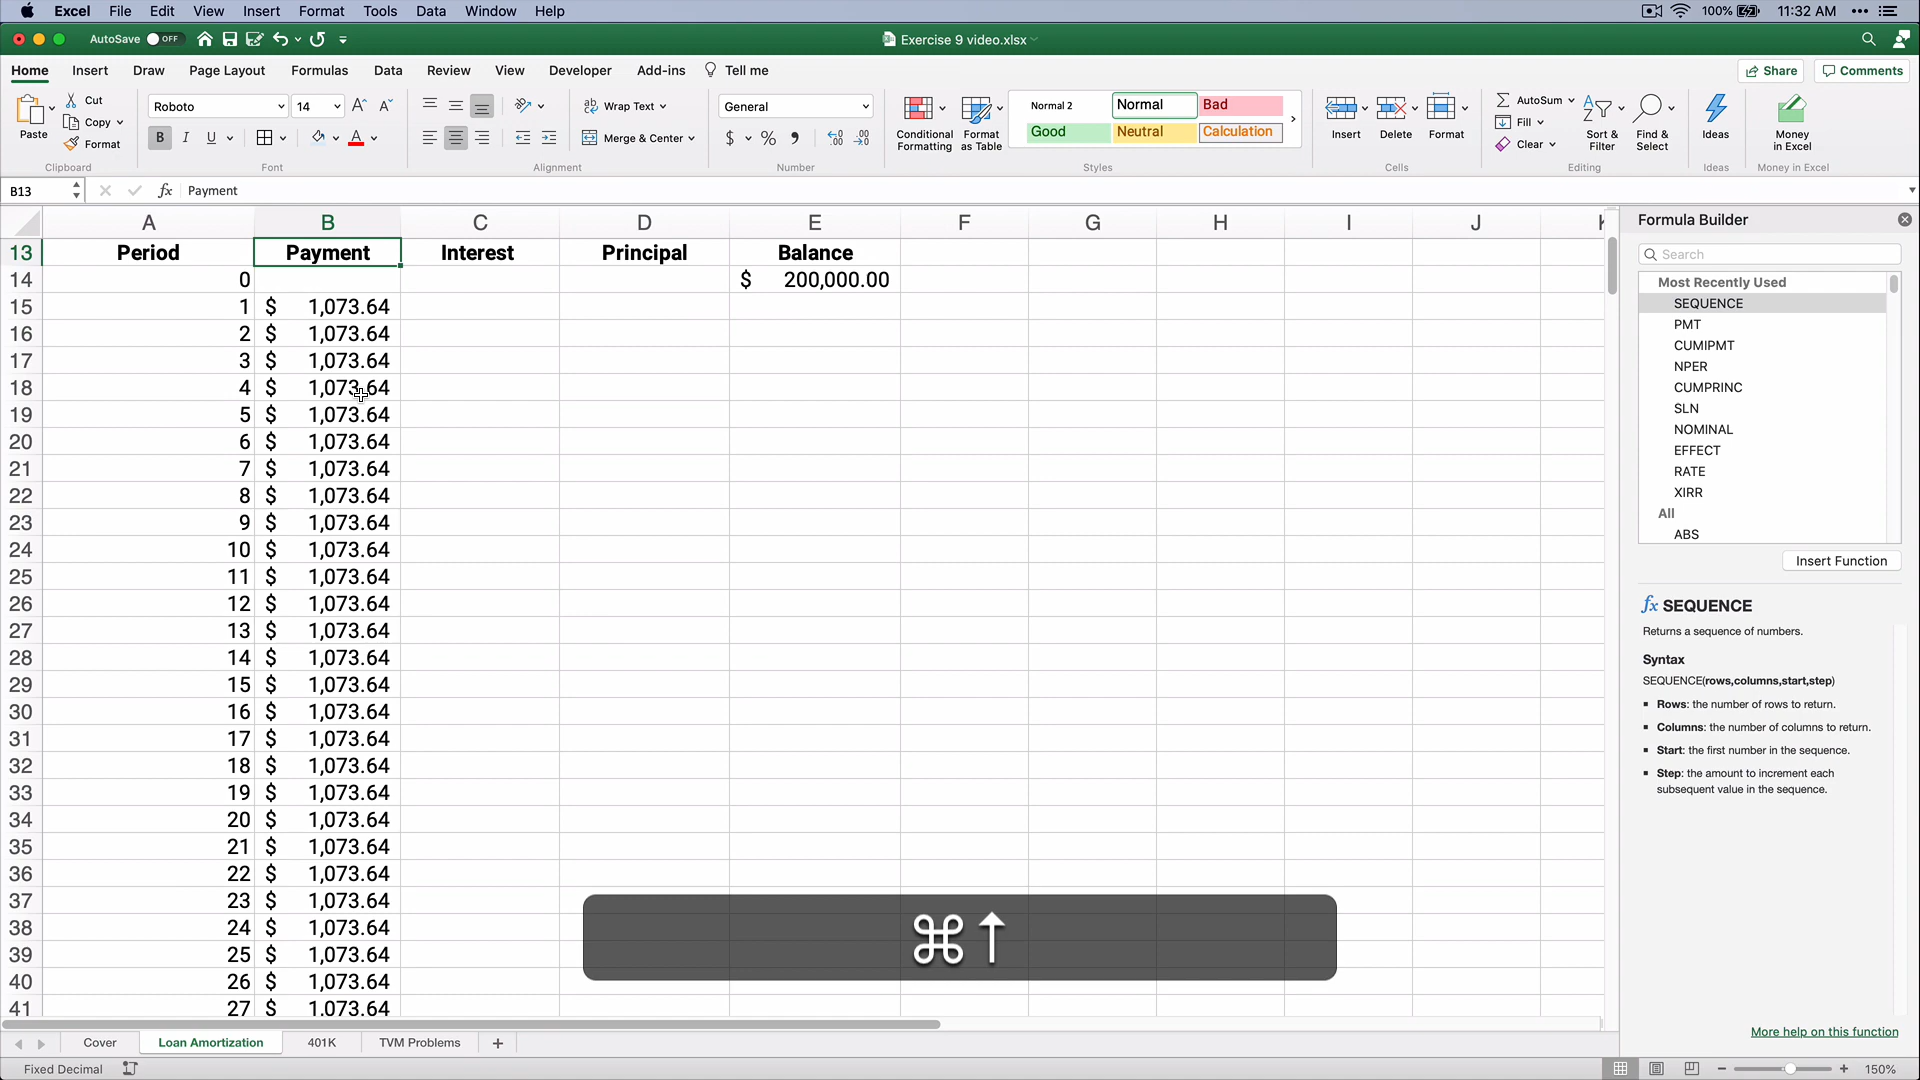 Excel File Edit View Insert Format Tools Data Window Help 100% 11:32 AM
AutoSave OFF Exercise 9 video.xlsx
Home Insert Draw Page Layout Formulas Data Review View Developer Add-ins Tell me Share Comments
Paste Cut Copy Format Clipboard
Roboto 14 A A B I U A Font
Wrap Text Merge & Center Alignment
General $ % Number
Conditional Formatting Format as Table Normal 2 Normal Bad Good Neutral Calculation Styles
Insert Delete Format Cells
AutoSum Fill Clear Sort & Filter Find & Select Editing
Ideas Ideas
Money in Excel Money in Excel
B13 fx Payment
A B C D E F G H I J K
13 Period Payment Interest Principal Balance
14 0 $ 200,000.00
15 1 $ 1,073.64
16 2 $ 1,073.64
17 3 $ 1,073.64
18 4 $ 1,073.64
19 5 $ 1,073.64
20 6 $ 1,073.64
21 7 $ 1,073.64
22 8 $ 1,073.64
23 9 $ 1,073.64
24 10 $ 1,073.64
25 11 $ 1,073.64
26 12 $ 1,073.64
27 13 $ 1,073.64
28 14 $ 1,073.64
29 15 $ 1,073.64
30 16 $ 1,073.64
31 17 $ 1,073.64
32 18 $ 1,073.64
33 19 $ 1,073.64
34 20 $ 1,073.64
35 21 $ 1,073.64
36 22 $ 1,073.64
37 23 $ 1,073.64
38 24 $ 1,073.64
39 25 $ 1,073.64
40 26 $ 1,073.64
41 27 $ 1,073.64
⌘↑
Formula Builder
Search
Most Recently Used
SEQUENCE
PMT
CUMIPMT
NPER
CUMPRINC
SLN
NOMINAL
EFFECT
RATE
XIRR
All
ABS
Insert Function
fx SEQUENCE
Returns a sequence of numbers.
Syntax
SEQUENCE(rows,columns,start,step)
▪ Rows: the number of rows to return.
▪ Columns: the number of columns to return.
▪ Start: the first number in the sequence.
▪ Step: the amount to increment each
subsequent value in the sequence.
More help on this function
Cover Loan Amortization 401K TVM Problems +
Fixed Decimal 150%